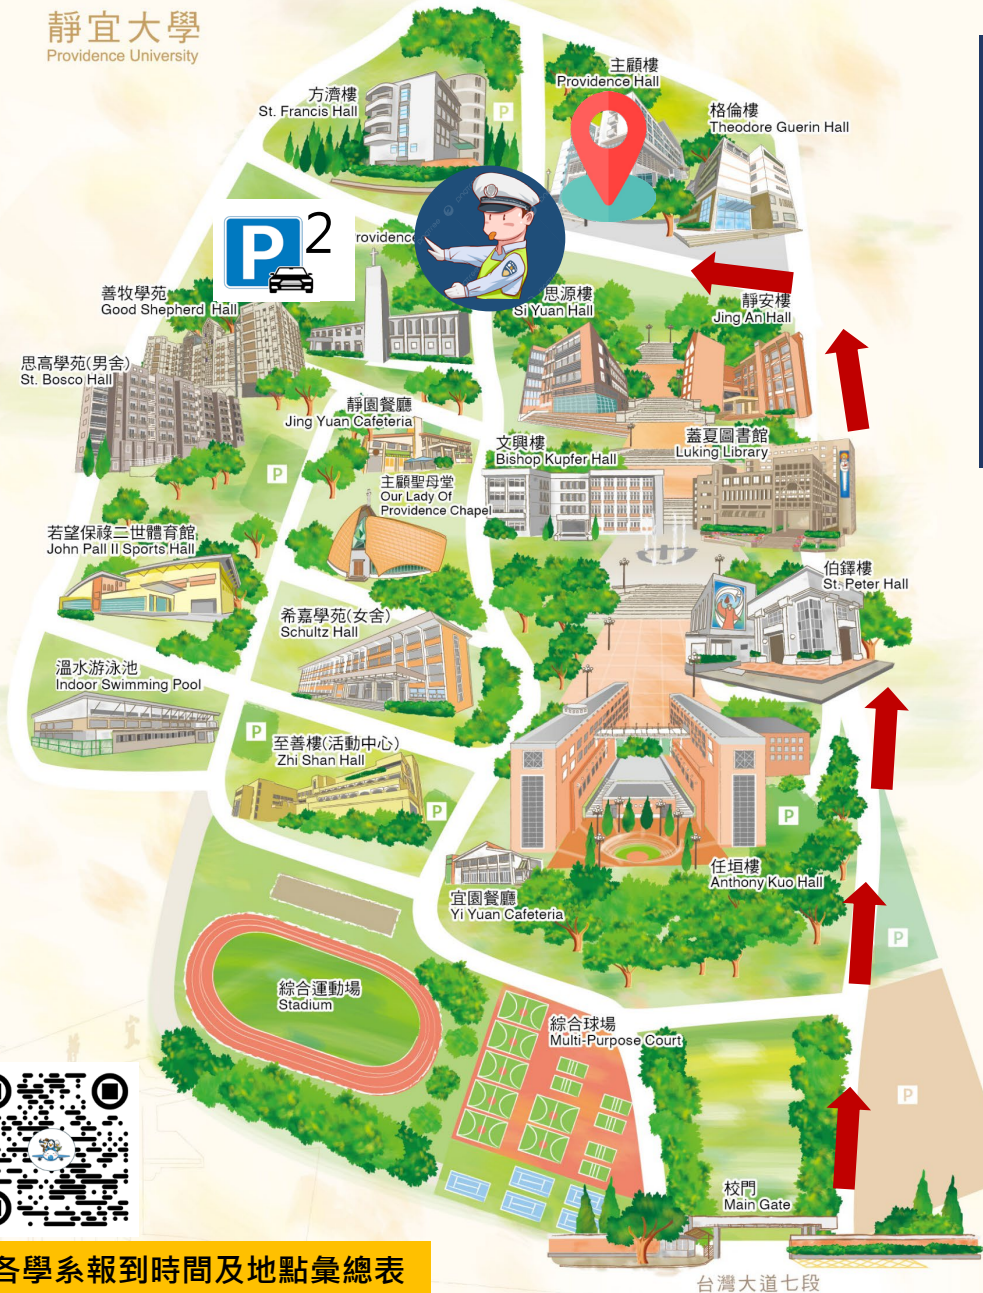 靜宜大學
Providence University
主顧樓
Providence Hall
方濟樓
St. Francis Hall
P
格倫樓
Theodore Guerin Hall
P 2
rovidence
善牧學苑
Good Shepherd Hall
思源樓
Si Yuan Hall
靜安樓
Jing An Hall
思高學苑(男舍)
St. Bosco Hall
靜園餐廳
Jing Yuan Cafeteria
文興樓
Bishop Kupfer Hall
蓋夏圖書館
Luking Library
P
主顧聖母堂
Our Lady Of
Providence Chapel
若望保祿二世體育館
John Pall II Sports Hall
伯鐸樓
St. Peter Hall
希嘉學苑(女舍)
Schultz Hall
溫水游泳池
Indoor Swimming Pool
P
至善樓(活動中心)
Zhi Shan Hall
P
P
任垣樓
Anthony Kuo Hall
宜園餐廳
Yi Yuan Cafeteria
P
綜合運動場
Stadium
綜合球場
Multi-Purpose Court
P
校門
Main Gate
各學系報到時間及地點彙總表
台灣大道七段